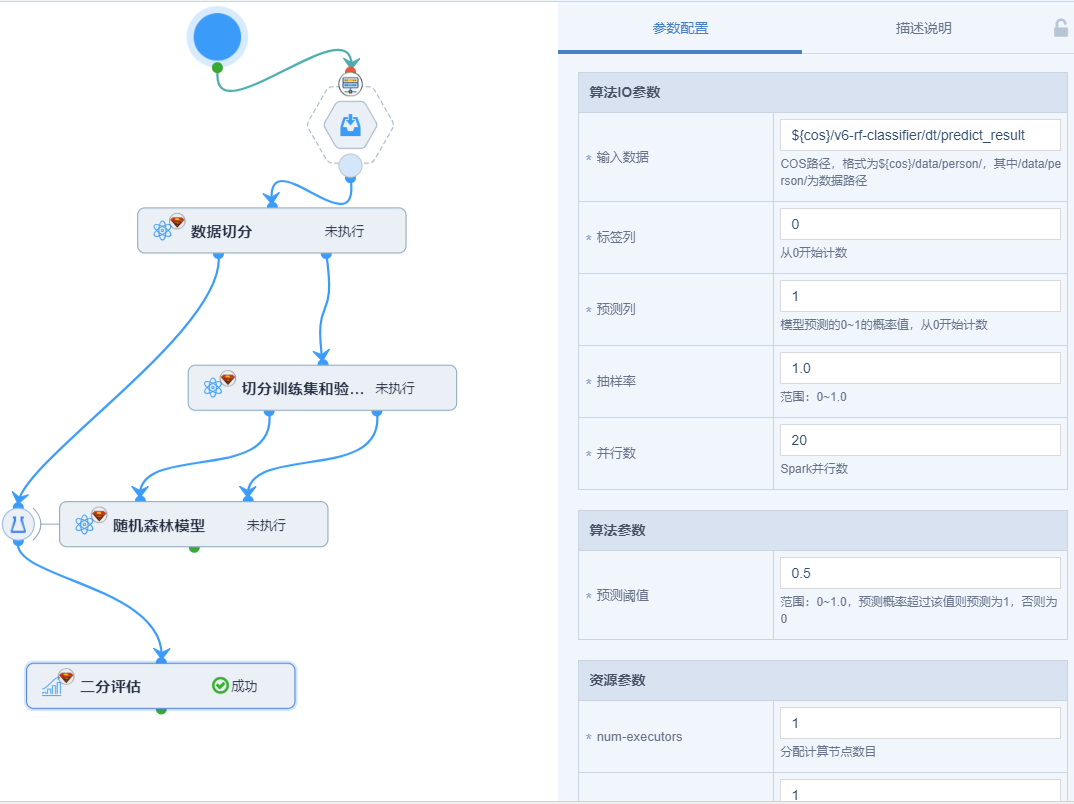 数据切分
未执行
切分训练集和验...
未执行
随机森林模型
未执行
二分评估
成功
参数配置
描述说明
算法IO参数
* 输入数据
${cos}/v6-rf-classifier/dt/predict_result
COS路径，格式为${cos}/data/person/，其中/data/pe
rson/为数据路径
* 标签列
0
从0开始计数
* 预测列
1
模型预测的0~1的概率值，从0开始计数
* 抽样率
1.0
范围：0~1.0
* 并行数
20
Spark并行数
算法参数
* 预测阈值
0.5
范围：0~1.0，预测概率超过该值则预测为1，否则为
0
资源参数
* num-executors
1
分配计算节点数目
1